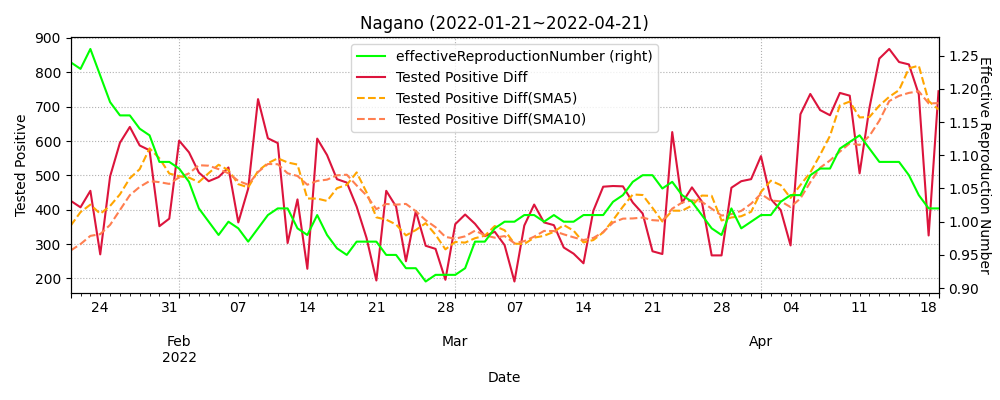 Nagano (2022-01-21~2022-04-21)
effectiveReproductionNumber (right)
Tested Positive Diff
Tested Positive Diff(SMA5)
Tested Positive Diff(SMA10)
Tested Positive
900
800
700
600
500
400
300
200
Effective Reproduction Number
1.25
1.20
1.15
1.10
1.05
1.00
0.95
0.90
24 31 07 14 21 28 07 14 21 28 04 11 18
Feb Mar Apr
2022
Date